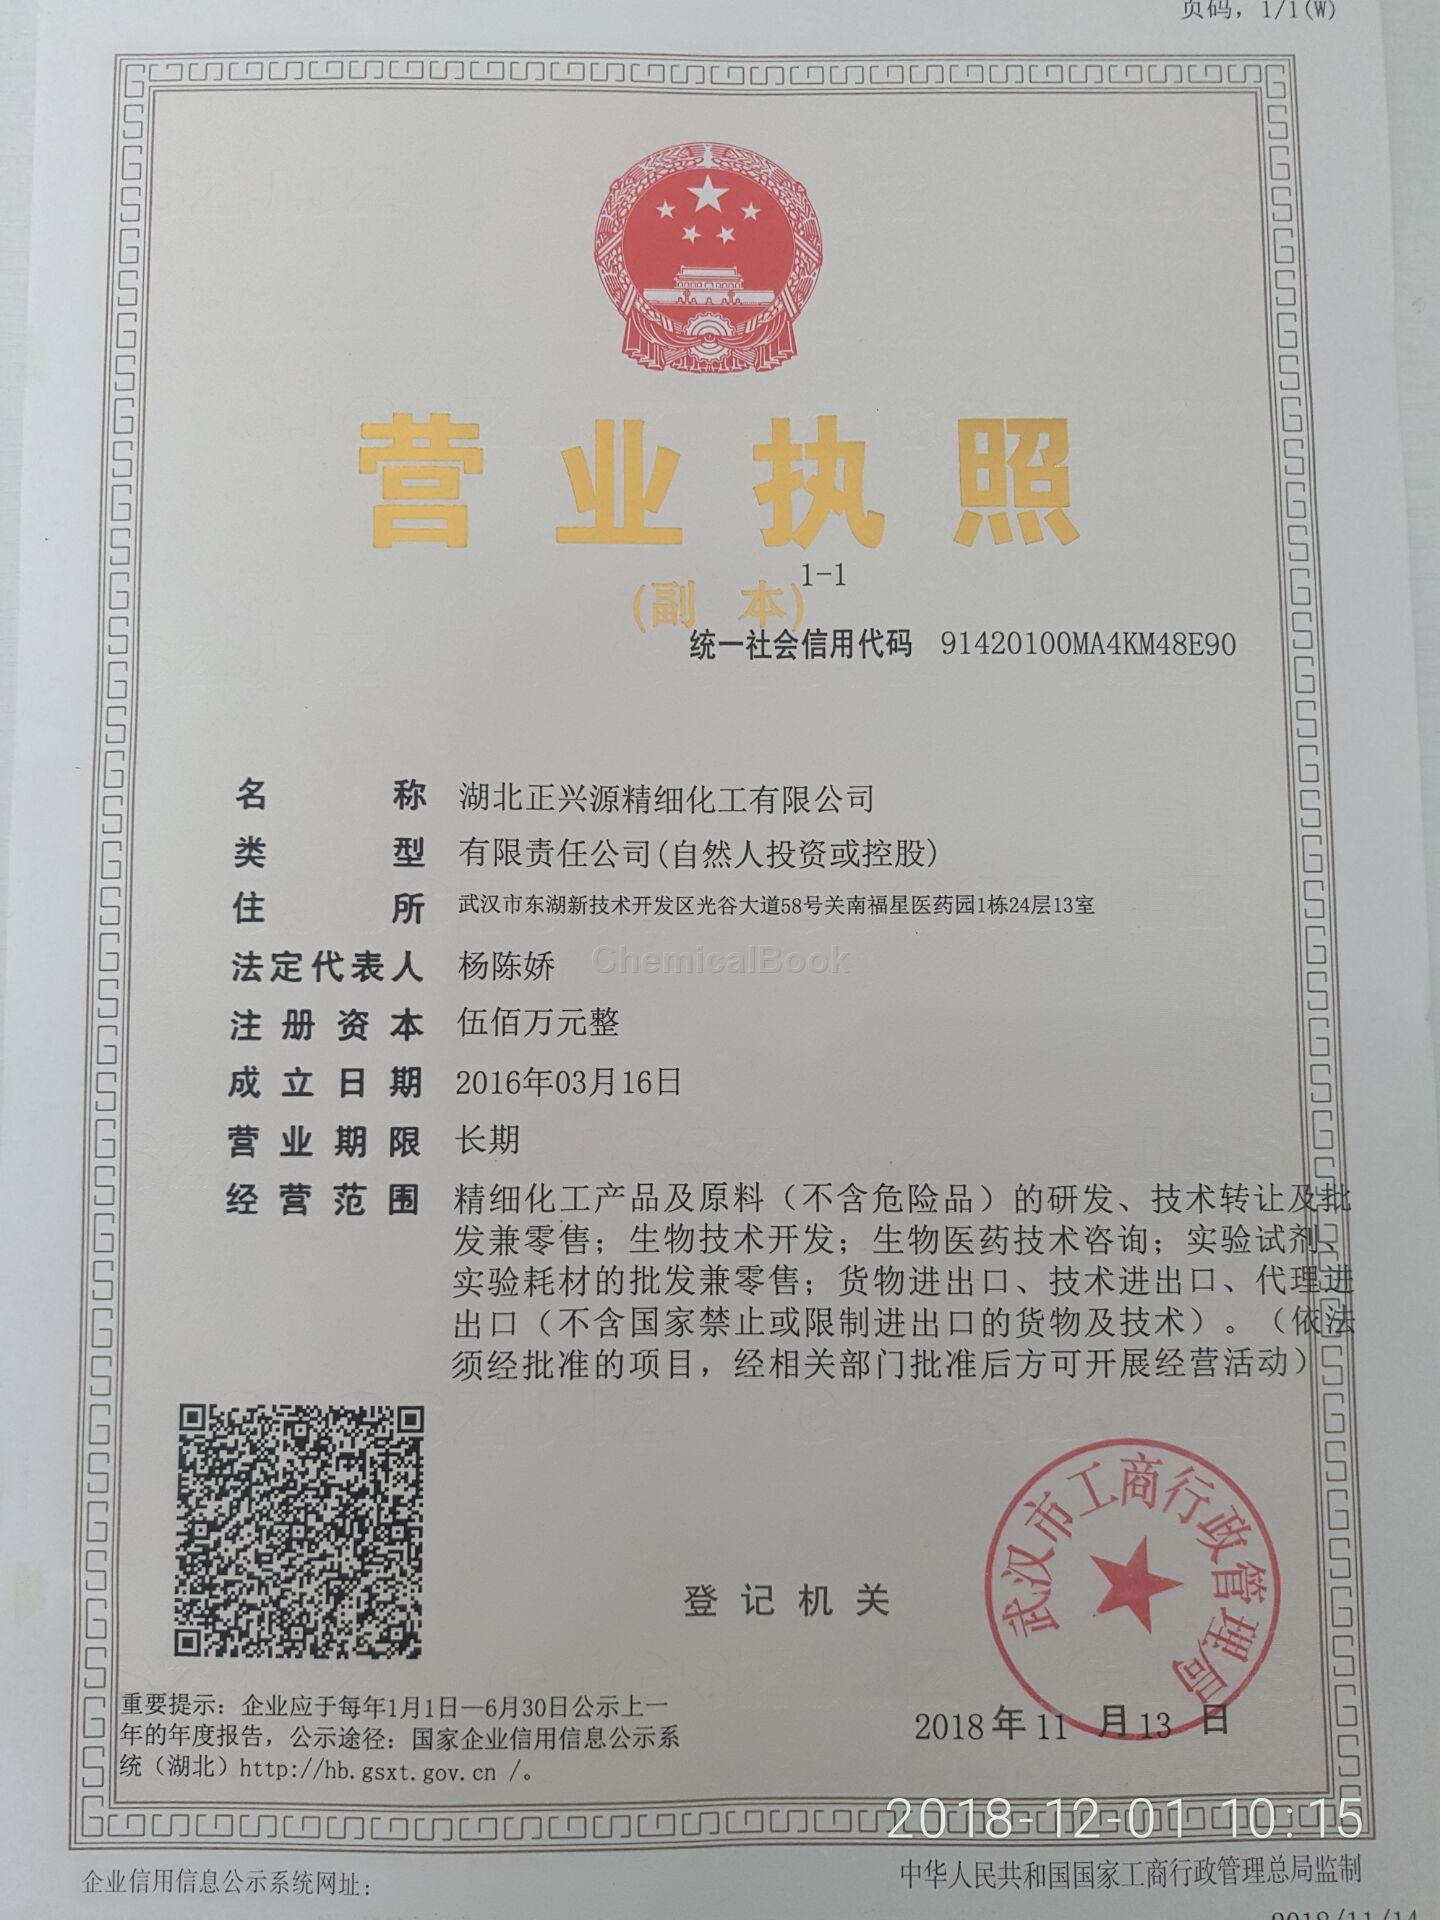 页码, 1/1(W)
营业执照
(副 本) 1-1
统一社会信用代码 91420100MA4KM48E90
名 称 湖北正兴源精细化工有限公司
类 型 有限责任公司(自然人投资或控股)
住 所 武汉市东湖新技术开发区光谷大道58号关南福星医药园1栋24层13室
法定代表人 杨陈娇
ChemicalBook
注册资本 伍佰万元整
成立日期 2016年03月16日
营业期限 长期
经营范围 精细化工产品及原料（不含危险品）的研发、技术转让及批
发兼零售；生物技术开发；生物医药技术咨询；实验试剂、
实验耗材的批发兼零售；货物进出口、技术进出口、代理进
出口（不含国家禁止或限制进出口的货物及技术）。（依法
须经批准的项目，经相关部门批准后方可开展经营活动）
武汉市工商行政管理局
登记机关
2018年11月13日
重要提示：企业应于每年1月1日—6月30日公示上一
年的年度报告，公示途径：国家企业信用信息公示系
统（湖北）http://hb.gsxt.gov.cn /。
2018-12-01 10:15
企业信用信息公示系统网址：
中华人民共和国国家工商行政管理总局监制
2018/11/14